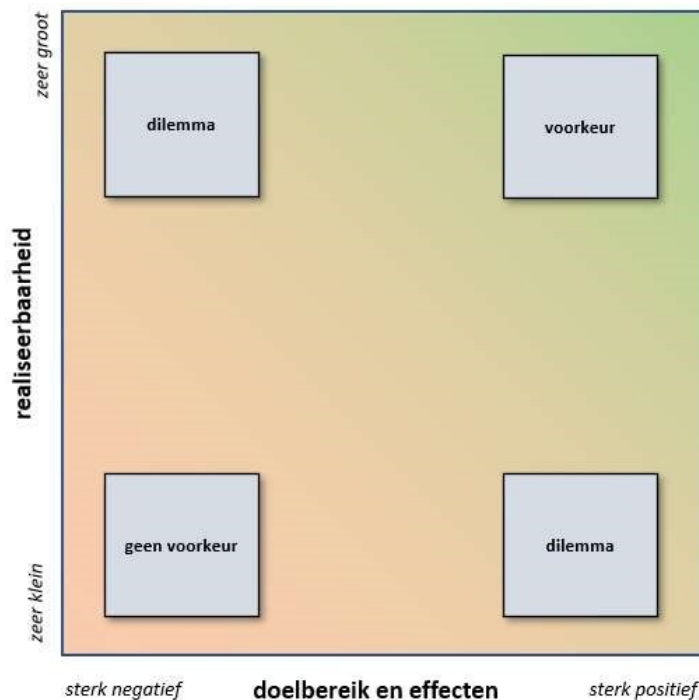 zeer groot
dilemma
voorkeur
realiseerbaarheid
geen voorkeur
dilemma
zeer klein
sterk negatief
doelbereik en effecten
sterk positief